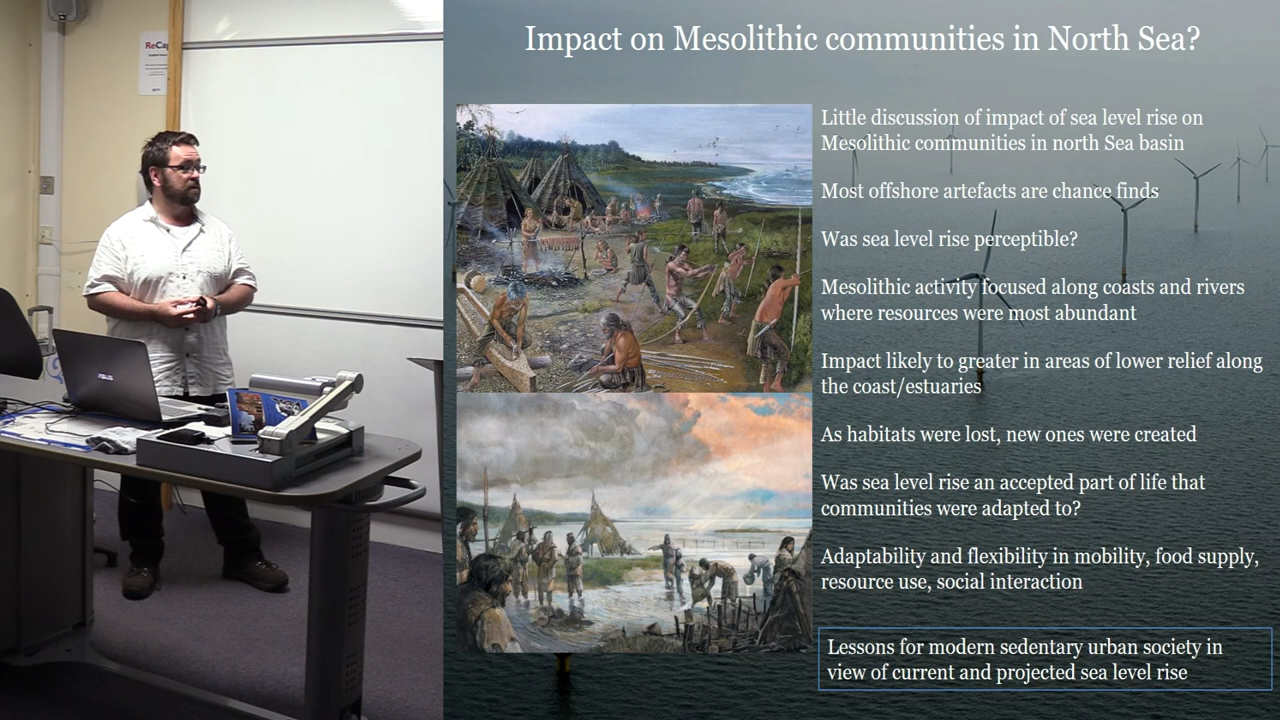 ReCap
Impact on Mesolithic communities in North Sea?
Little discussion of impact of sea level rise on
Mesolithic communities in north Sea basin
Most offshore artefacts are chance finds
Was sea level rise perceptible?
Mesolithic activity focused along coasts and rivers
where resources were most abundant
Impact likely to greater in areas of lower relief along
the coast/estuaries
As habitats were lost, new ones were created
Was sea level rise an accepted part of life that
communities were adapted to?
Adaptability and flexibility in mobility, food supply,
resource use, social interaction
Lessons for modern sedentary urban society in
view of current and projected sea level rise
ASUS